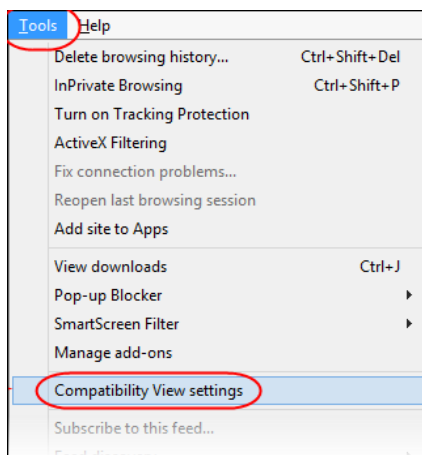 Tools Help
Delete browsing history... Ctrl+Shift+Del
InPrivate Browsing Ctrl+Shift+P
Turn on Tracking Protection
ActiveX Filtering
Fix connection problems...
Reopen last browsing session
Add site to Apps
View downloads Ctrl+J
Pop-up Blocker
SmartScreen Filter
Manage add-ons
Compatibility View settings
Subscribe to this feed...